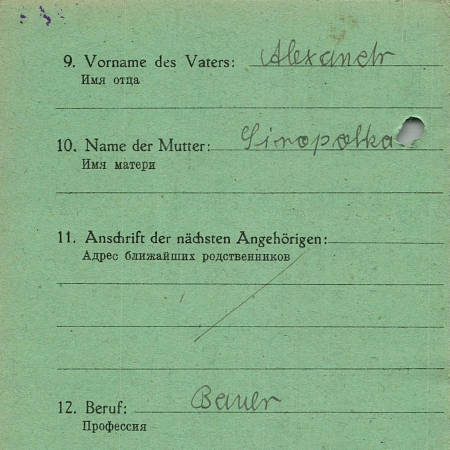 9. Vorname des Vaters: Alexandr
Имя отца
10. Name der Mutter: Sinopolka
Имя матери
11. Anschrift der nächsten Angehörigen:
Адрес ближайших родственников
12. Beruf: Bauer
Профессия